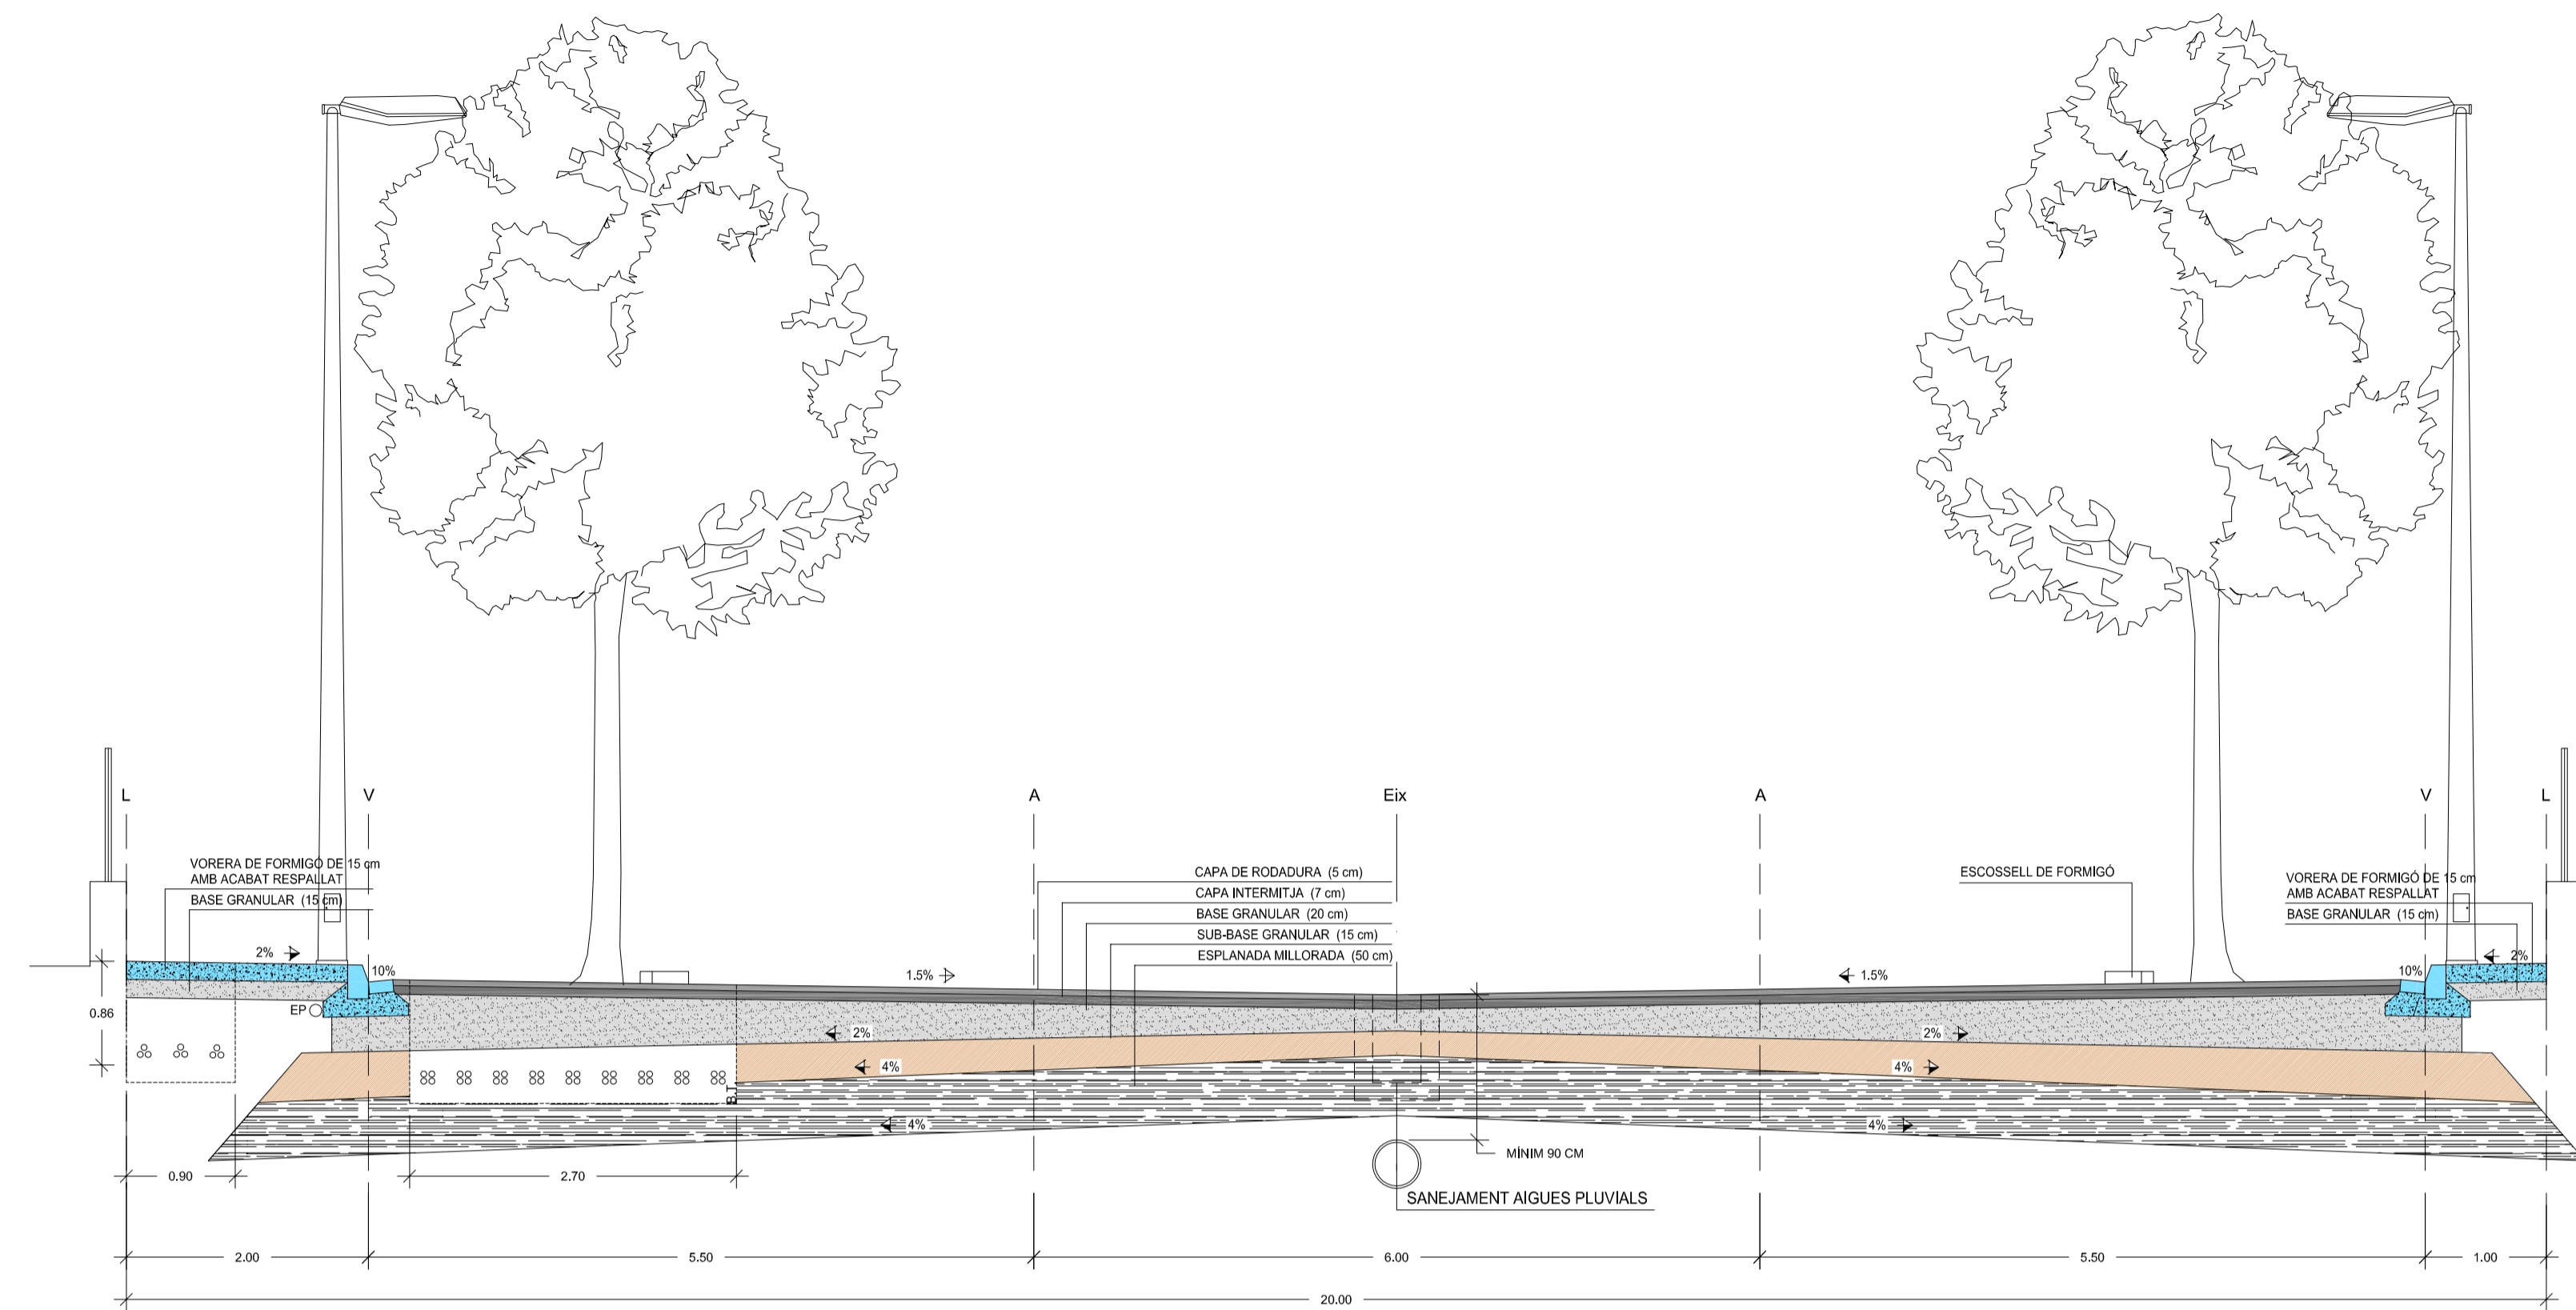 L
V
A
Eix
A
V
L
VORERA DE FORMIGÓ DE 15 cm
AMB ACABAT RESPALLAT
BASE GRANULAR (15 cm)
CAPA DE RODADURA (5 cm)
CAPA INTERMITJA (7 cm)
BASE GRANULAR (20 cm)
SUB-BASE GRANULAR (15 cm)
ESPLANADA MILLORADA (50 cm)
ESCOSSELL DE FORMIGÓ
VORERA DE FORMIGÓ DE 15 cm
AMB ACABAT RESPALLAT
BASE GRANULAR (15 cm)
2%
10%
1.5%
1.5%
10%
2%
0.86
EP
2%
2%
4%
4%
B.T
4%
4%
MÍNIM 90 CM
0.90
2.70
SANEJAMENT AIGUES PLUVIALS
2.00
5.50
6.00
5.50
1.00
20.00